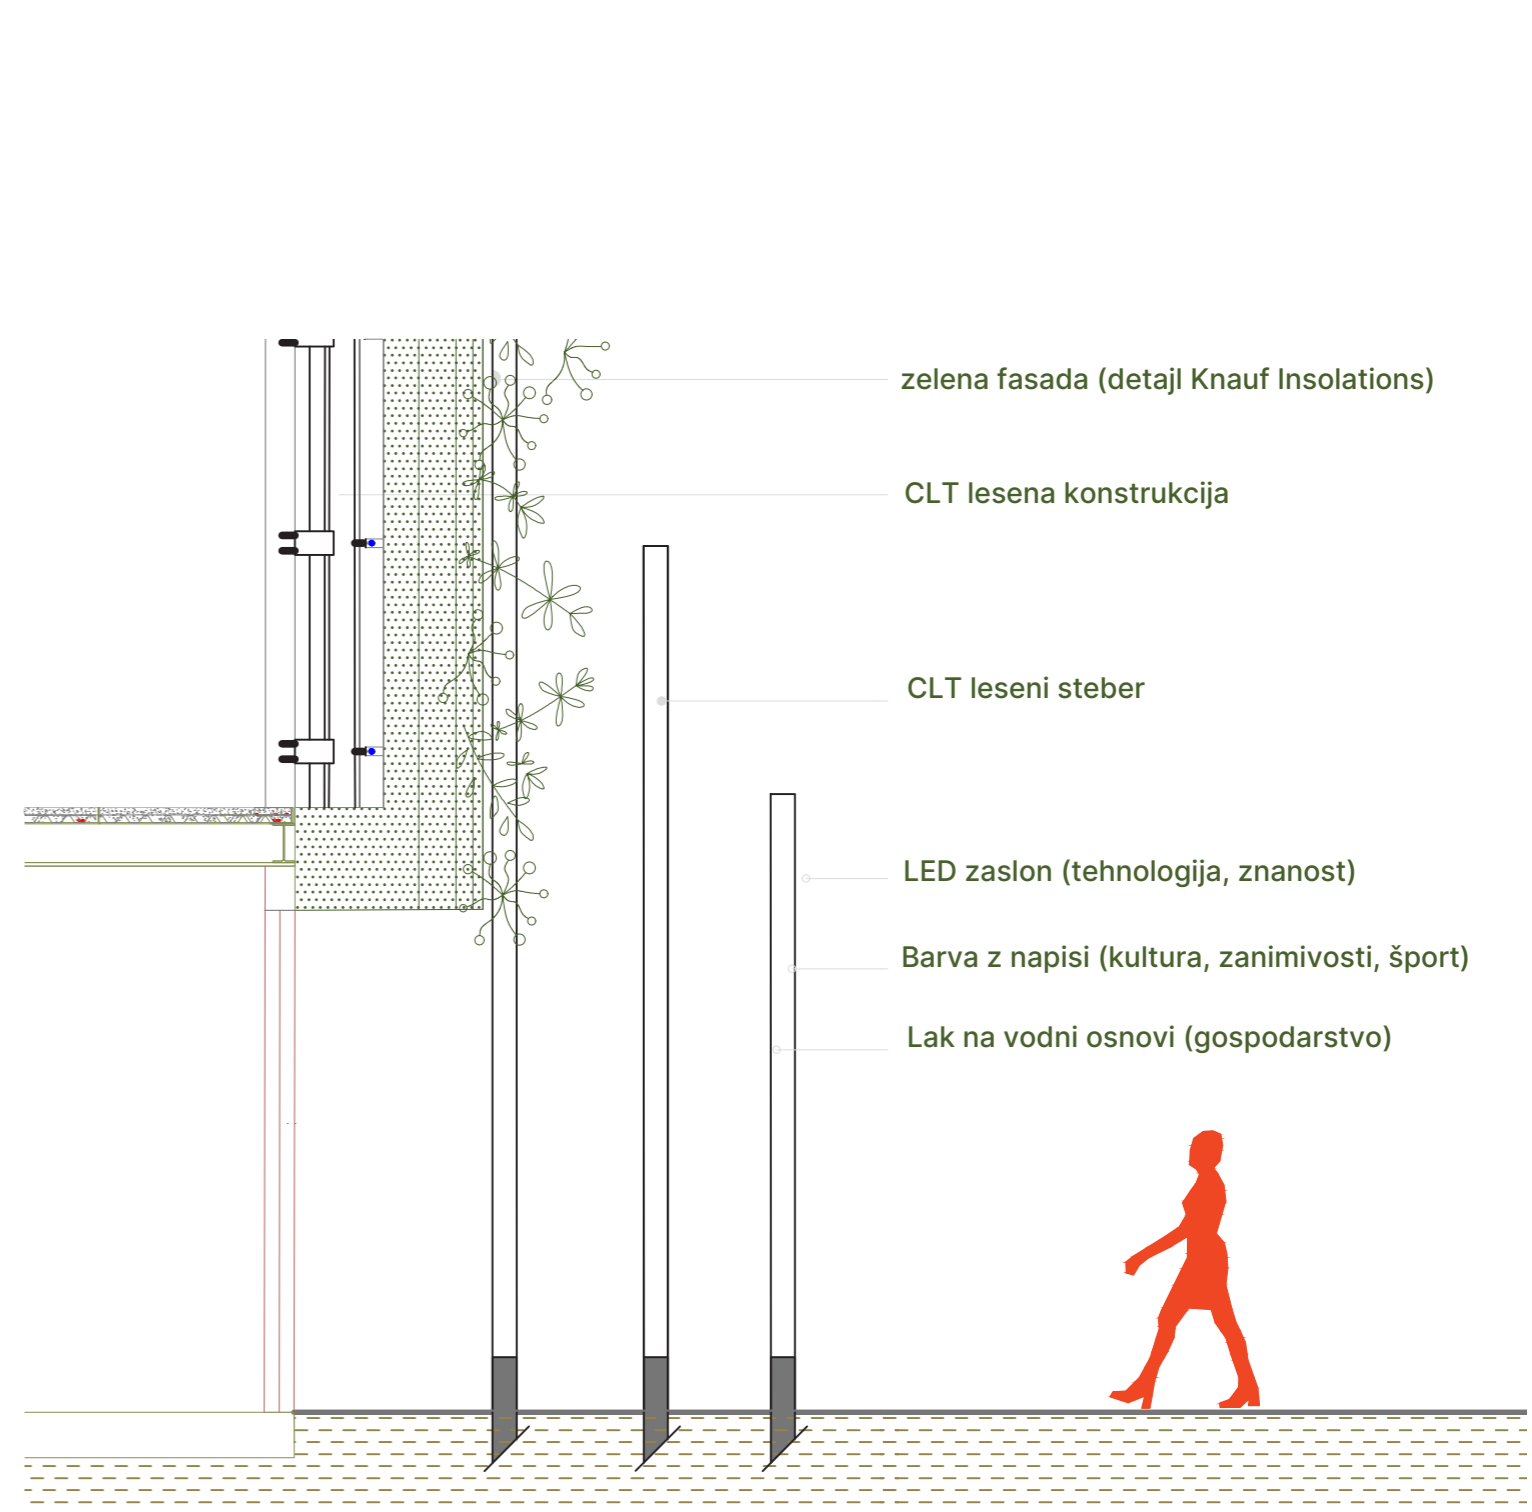 zelena fasada (detajl Knauf Insolations)
CLT lesena konstrukcija
CLT leseni steber
LED zaslon (tehnologija, znanost)
Barva z napisi (kultura, zanimivosti, šport)
Lak na vodni osnovi (gospodarstvo)